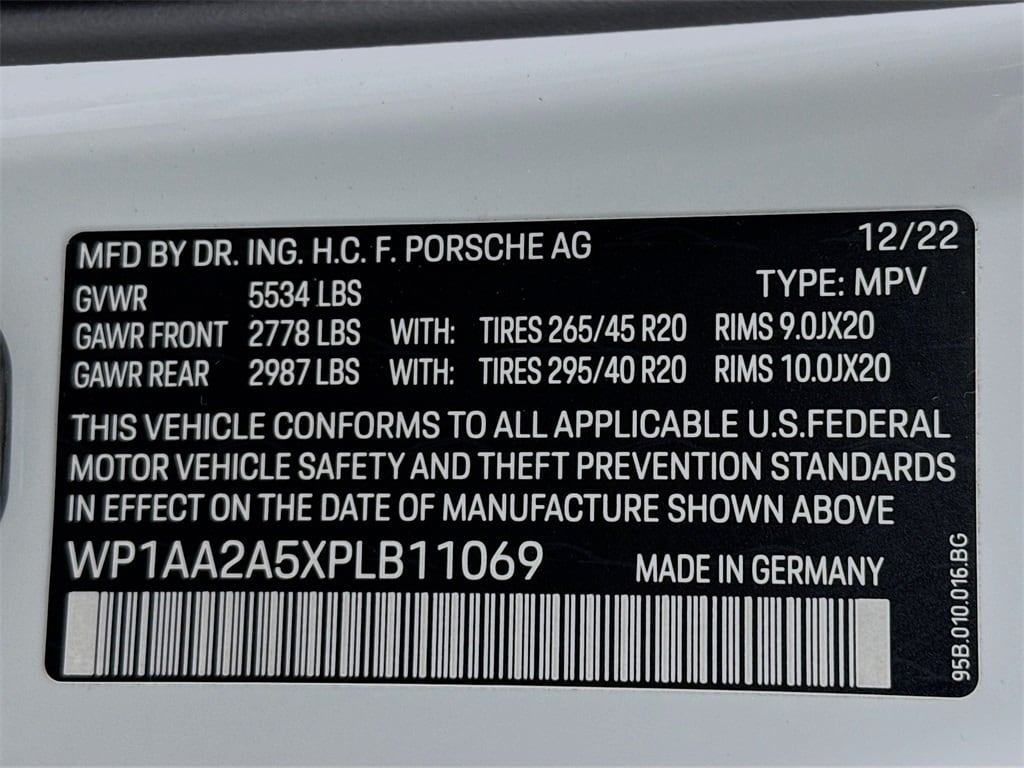 MFD BY DR. ING. H.C. F. PORSCHE AG 12/22
TYPE: MPV
GVWR 5534 LBS
GAWR FRONT 2778 LBS WITH: TIRES 265/45 R20 RIMS 9.0JX20
GAWR REAR 2987 LBS WITH: TIRES 295/40 R20 RIMS 10.0JX20
THIS VEHICLE CONFORMS TO ALL APPLICABLE U.S.FEDERAL
MOTOR VEHICLE SAFETY AND THEFT PREVENTION STANDARDS
IN EFFECT ON THE DATE OF MANUFACTURE SHOWN ABOVE
WP1AA2A5XPLB11069 MADE IN GERMANY
95B.010.016.BG